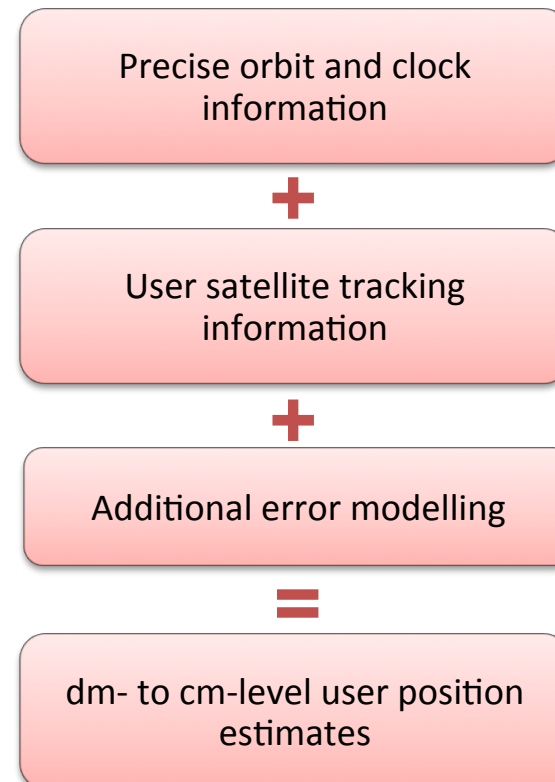 Precise orbit and clock
information
+
User satellite tracking
information
+
Additional error modelling
=
dm- to cm-level user position
estimates